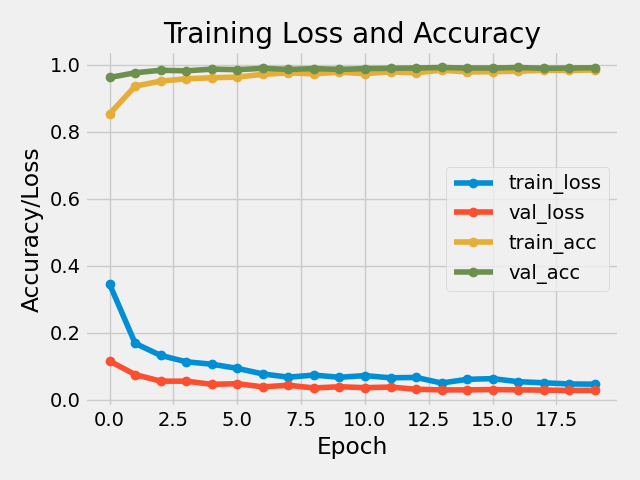 Training Loss and Accuracy
1.0
0.8
0.6
0.4
0.2
0.0
Accuracy/Loss
train_loss
val_loss
train_acc
val_acc
0.0 2.5 5.0 7.5 10.0 12.5 15.0 17.5
Epoch